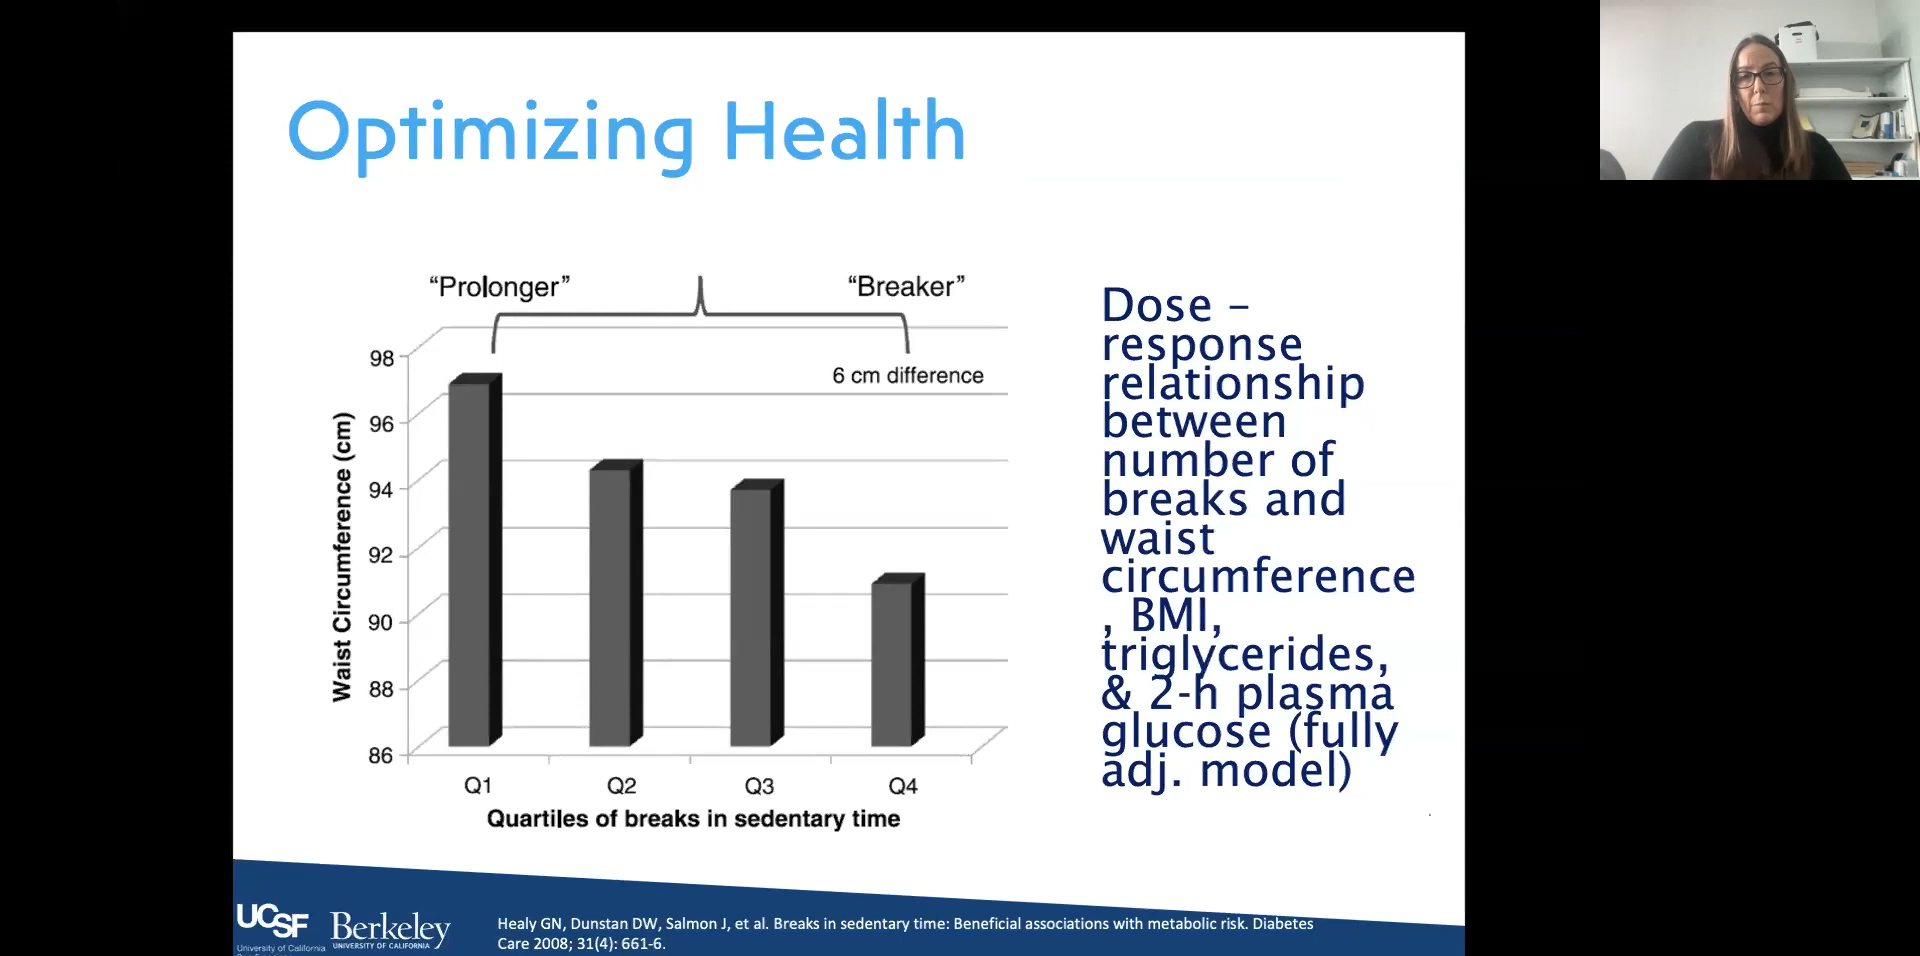 Optimizing Health
“Prolonger”
“Breaker”
6 cm difference
98
96
94
92
90
88
86
Waist Circumference (cm)
Q1 Q2 Q3 Q4
Quartiles of breaks in sedentary time
Dose –
response
relationship
between
number of
breaks and
waist
circumference
, BMI,
triglycerides,
& 2-h plasma
glucose (fully
adj. model)
UCSF
University of California
Berkeley
UNIVERSITY OF CALIFORNIA
Healy GN, Dunstan DW, Salmon J, et al. Breaks in sedentary time: Beneficial associations with metabolic risk. Diabetes
Care 2008; 31(4): 661-6.